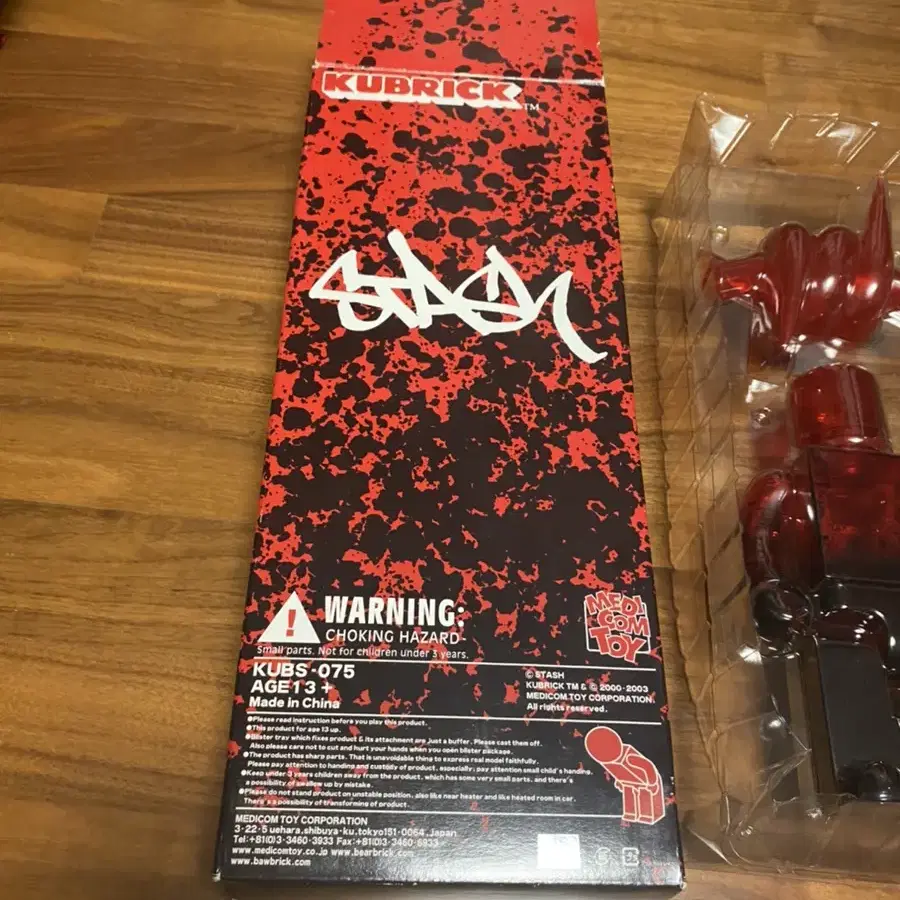 KUBRICK TM
Stash
WARNING:
CHOKING HAZARD-
Small parts. Not for children under 3 years.
MEDI
COM
TOY
KUBS-075
AGE13 +
Made in China
© STASH
KUBRICK TM & © 2000-2003
MEDICOM TOY CORPORATION.
All rights reserved.
●Please read instruction before you play this product.
●This product for age 13 up.
●Blister tray which fixes product & its attachment are just a buffer. Please cast them off.
Also please care not to cut and hurt your hands when open blister package.
●The product has sharp parts. That is unavoidable thing to express real model faithfully.
Please pay attention to handing and custody of product, especially; pay attention small child's handing.
●Keep under 3 years children away from the product, which has some very small parts, and there's
a possibility of swallow up by mistake.
●Please do not stand product on unstable position, also like near heater and like heated room in car.
There's a possibility of transforming of product.
MEDICOM TOY CORPORATION
3-22-5 uehara,shibuya-ku,tokyo151-0064,Japan
Tel:+81(0)3-3460-3933 Fax:+81(0)3-3460-6933
www.medicomtoy.co.jp www.bearbrick.com
www.bawbrick.com